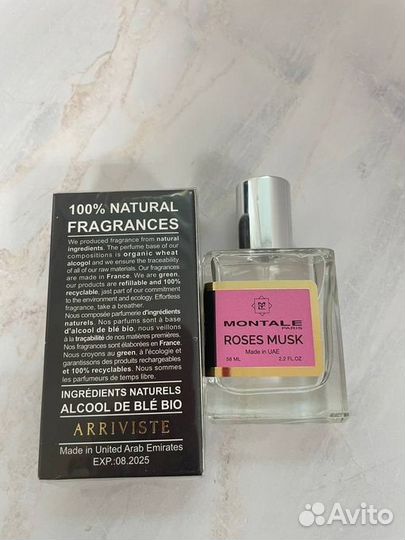 100% NATURAL
FRAGRANCES
We produced fragrance from natural
ingredients. The perfume base of our
compositions is organic wheat
alcogol and we ensure the traceability
of all of our raw materials. Our fragrances
are made in France. We are green,
our products are refillable and 100%
recyclable, jast part of our commitment
to the environment and ecology. Effortless
fragrance, take a breather.
Nous composée parfumerie d'ingrédients
naturels. Nos parfums sont à base
d'alcool de blé bio, nous veillons
à la traçabilité de nos matières premières.
Nos fragrances sont élaborées en France.
Nous croyons au green, à l'écologie et
garantissons des produits rechargeables
et 100% recyclables. Nous sommes
les parfumeurs de temps libre.
INGRÉDIENTS NATURELS
ALCOOL DE BLÉ BIO
ARRIVISTE
Made in United Arab Emirates
EXP.:08.2025
MONTALE
PARIS
ROSES MUSK
Made in UAE
58 ML 2.2 FL.OZ
Avito